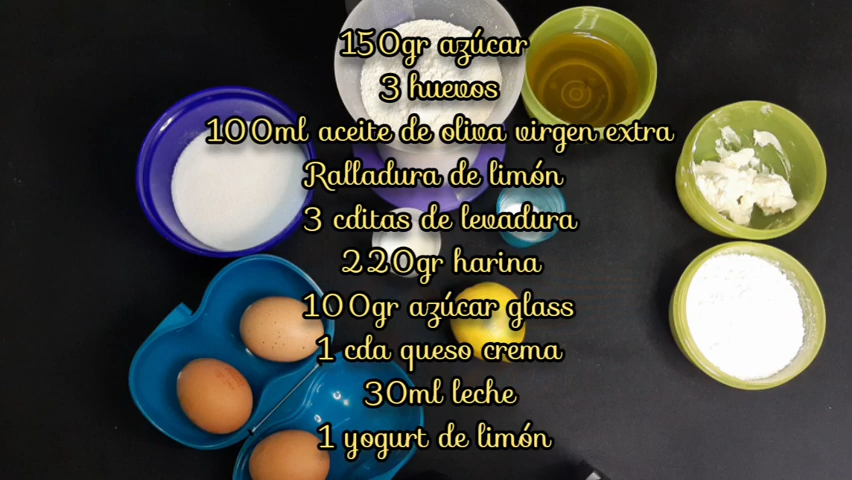 150gr azúcar
3 huevos
100ml aceite de oliva virgen extra
Ralladura de limón
3 cditas de levadura
220gr harina
100gr azúcar glass
1 cda queso crema
30ml leche
1 yogurt de limón